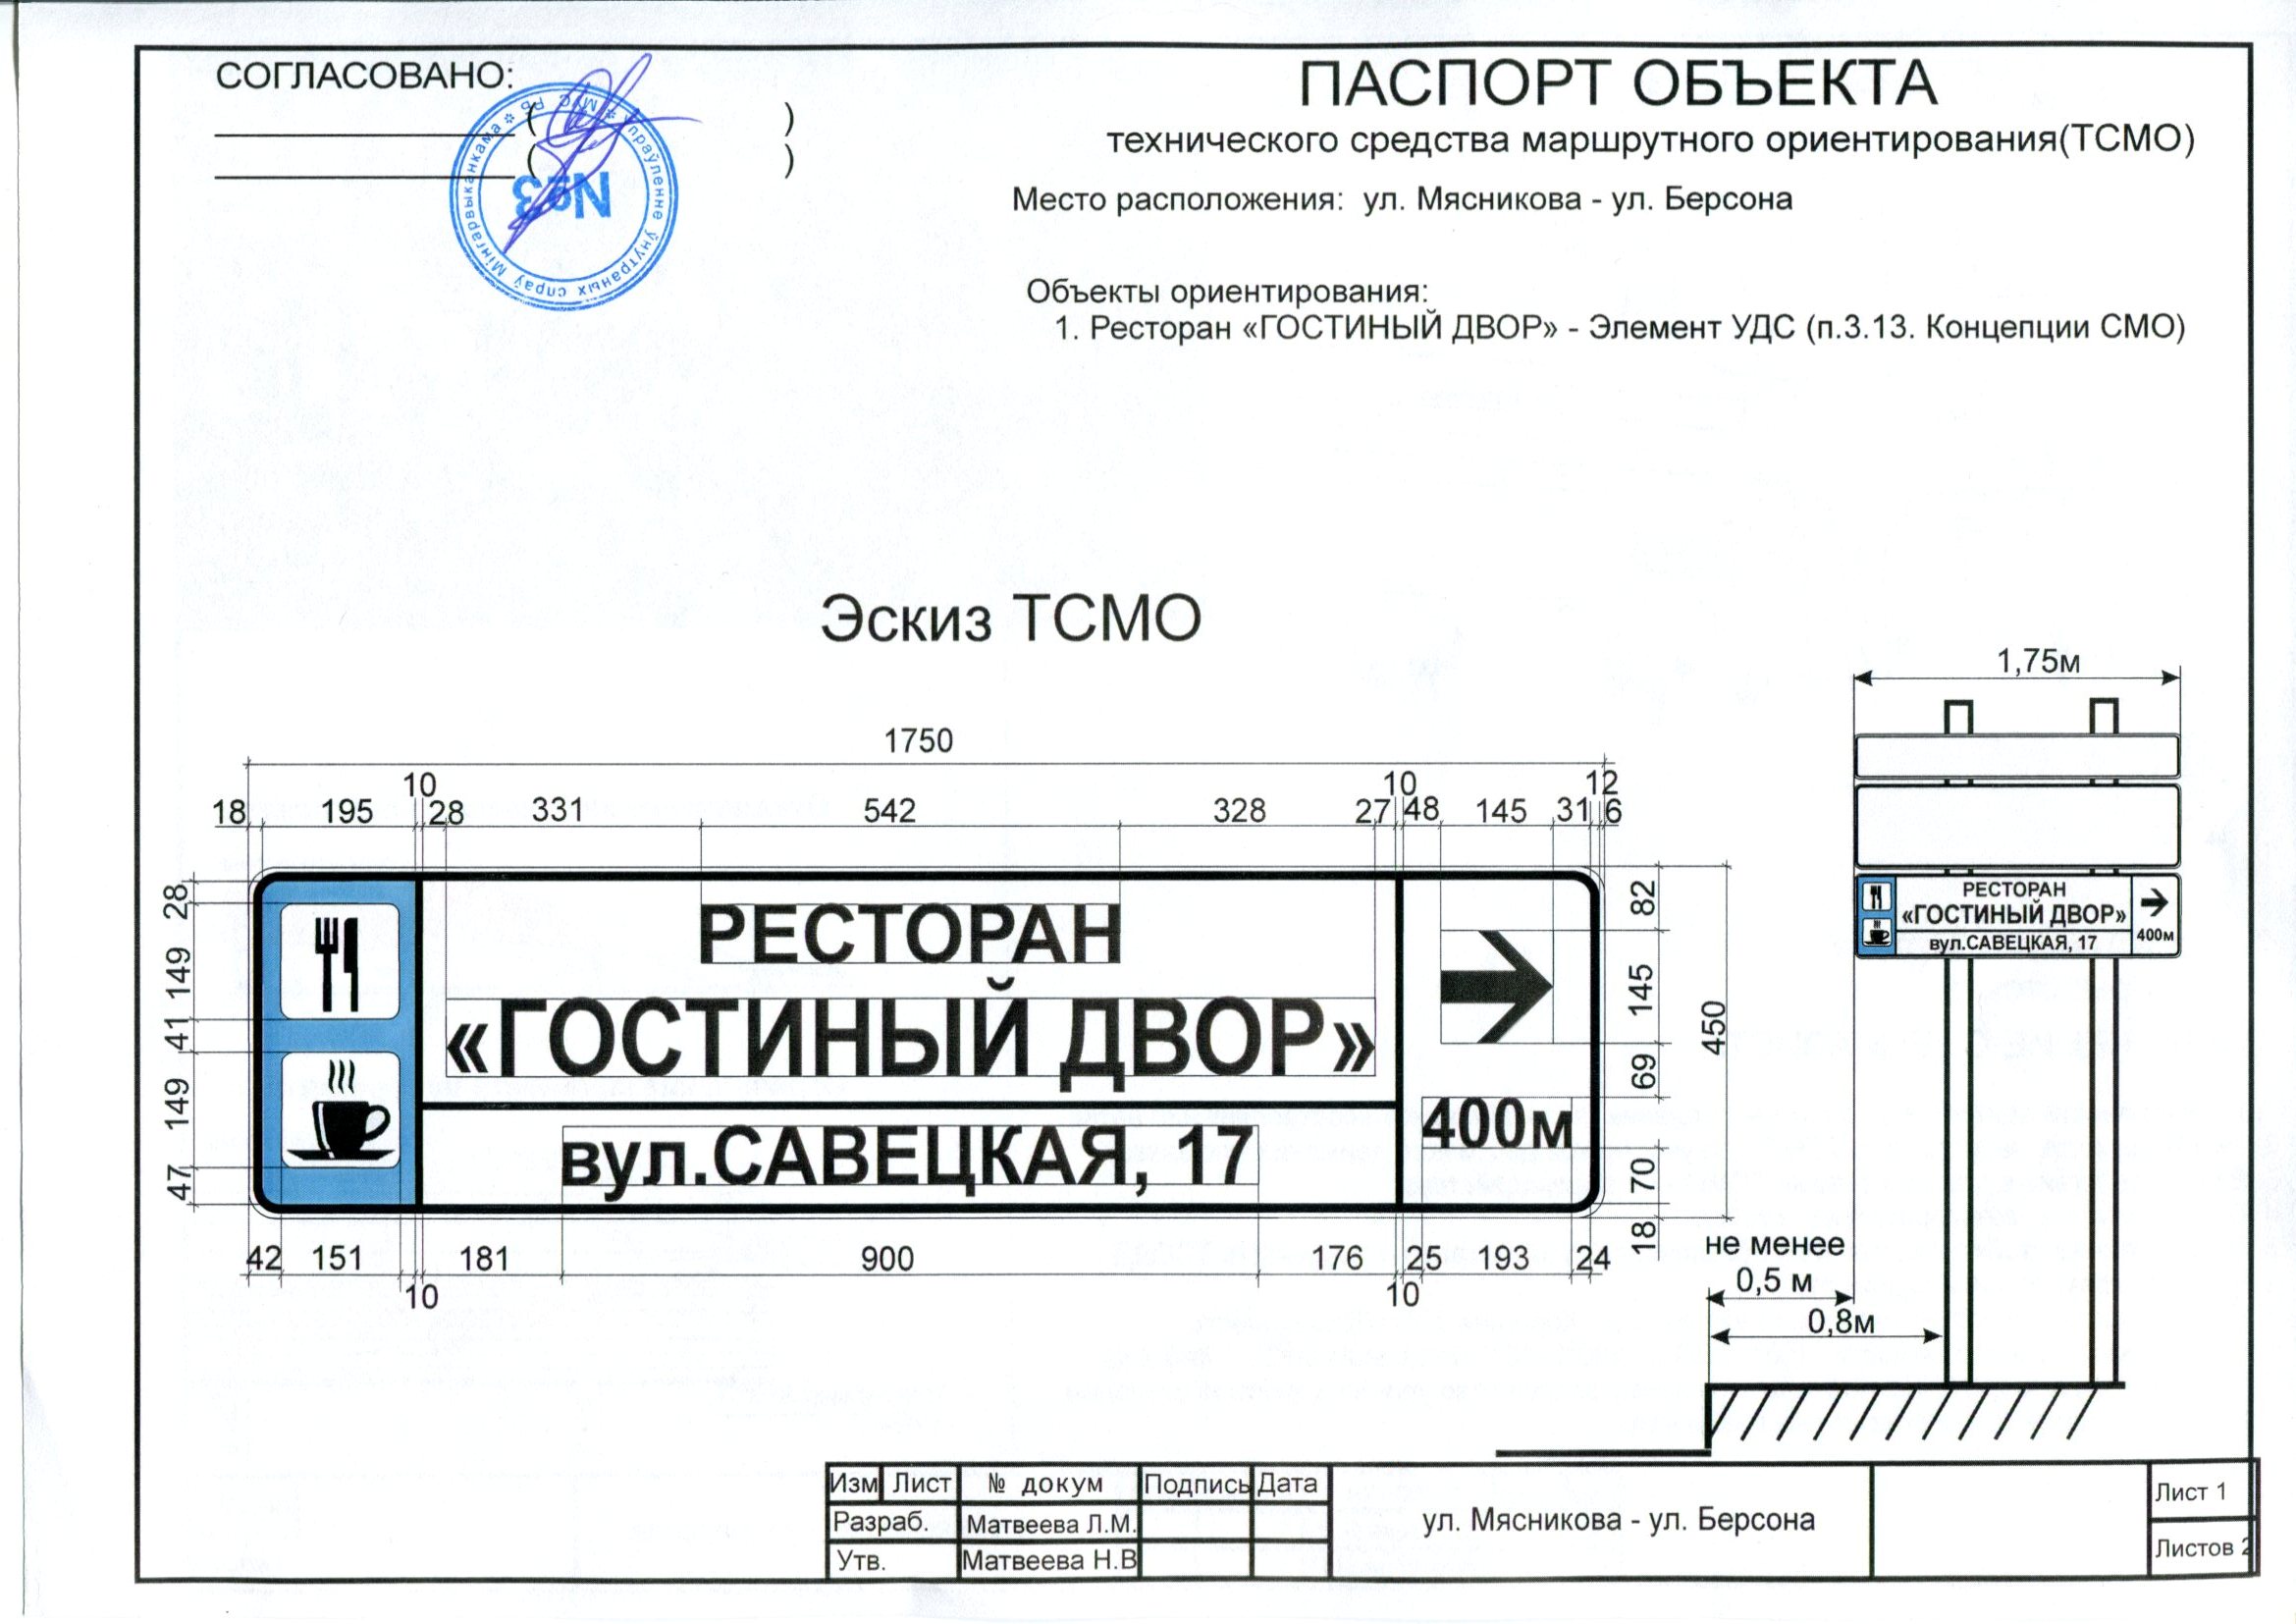 СОГЛАСОВАНО:
( )
( )
Упраўленне ўнутраных спраў Мінгарвыканкама * МУС РБ *
№3
ПАСПОРТ ОБЪЕКТА
технического средства маршрутного ориентирования(ТСМО)
Место расположения: ул. Мясникова - ул. Берсона
Объекты ориентирования:
1. Ресторан «ГОСТИНЫЙ ДВОР» - Элемент УДС (п.3.13. Концепции СМО)
Эскиз ТСМО
1750
10 10 12
18 195 28 331 542 328 27 48 145 31 6
28
149
41
149
47
РЕСТОРАН
«ГОСТИНЫЙ ДВОР»
вул.САВЕЦКАЯ, 17
400м
82
145
69
70
18
450
42 151 181 900 176 25 193 24
10 10
1,75м
РЕСТОРАН
«ГОСТИНЫЙ ДВОР»
вул.САВЕЦКАЯ, 17
400м
не менее
0,5 м
0,8м
Изм Лист № докум Подпись Дата
Разраб. Матвеева Л.М.
Утв. Матвеева Н.В
ул. Мясникова - ул. Берсона
Лист 1
Листов 2